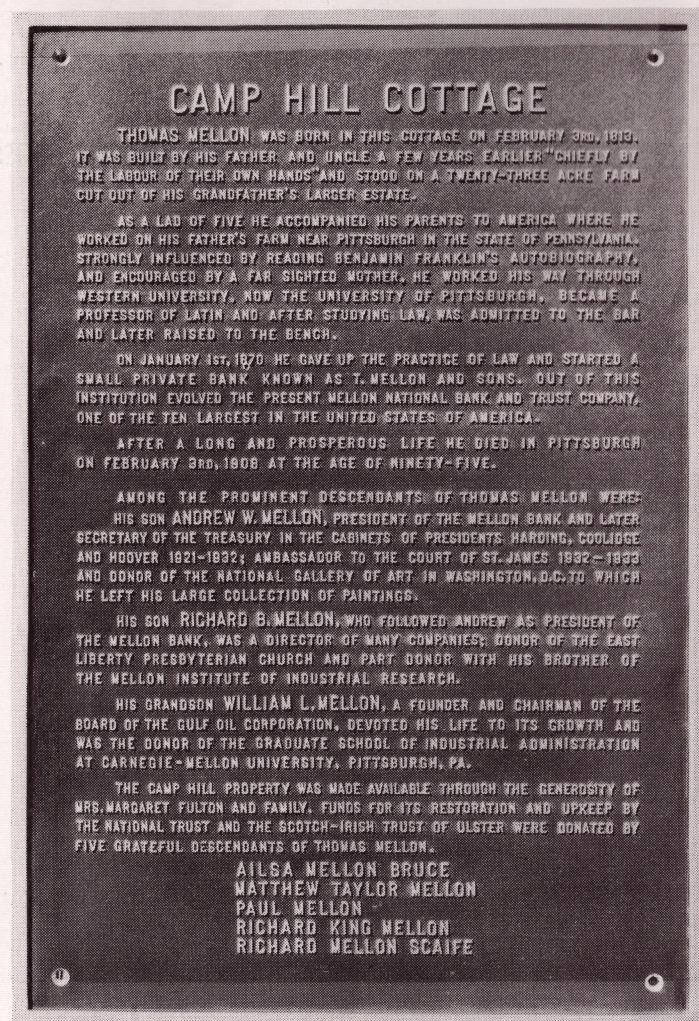 CAMP HILL COTTAGE
THOMAS MELLON WAS BORN IN THIS COTTAGE ON FEBRUARY 3RD, 1813.
IT WAS BUILT BY HIS FATHER AND UNCLE A FEW YEARS EARLIER "CHIEFLY BY
THE LABOUR OF THEIR OWN HANDS" AND STOOD ON A TWENTY-THREE ACRE FARM
CUT OUT OF HIS GRANDFATHER'S LARGER ESTATE.
AS A LAD OF FIVE HE ACCOMPANIED HIS PARENTS TO AMERICA WHERE HE
WORKED ON HIS FATHER'S FARM NEAR PITTSBURGH IN THE STATE OF PENNSYLVANIA.
STRONGLY INFLUENCED BY READING BENJAMIN FRANKLIN'S AUTOBIOGRAPHY,
AND ENCOURAGED BY A FAR SIGHTED MOTHER, HE WORKED HIS WAY THROUGH
WESTERN UNIVERSITY, NOW THE UNIVERSITY OF PITTSBURGH, BECAME A
PROFESSOR OF LATIN AND AFTER STUDYING LAW, WAS ADMITTED TO THE BAR
AND LATER RAISED TO THE BENCH.
ON JANUARY 1ST, 1870 HE GAVE UP THE PRACTICE OF LAW AND STARTED A
SMALL PRIVATE BANK KNOWN AS T. MELLON AND SONS. OUT OF THIS
INSTITUTION EVOLVED THE PRESENT MELLON NATIONAL BANK AND TRUST COMPANY,
ONE OF THE TEN LARGEST IN THE UNITED STATES OF AMERICA.
AFTER A LONG AND PROSPEROUS LIFE HE DIED IN PITTSBURGH
ON FEBRUARY 3RD, 1908 AT THE AGE OF NINETY-FIVE.
AMONG THE PROMINENT DESCENDANTS OF THOMAS MELLON WERE:
HIS SON ANDREW W. MELLON, PRESIDENT OF THE MELLON BANK AND LATER
SECRETARY OF THE TREASURY IN THE CABINETS OF PRESIDENTS HARDING, COOLIDGE
AND HOOVER 1921-1932; AMBASSADOR TO THE COURT OF ST. JAMES 1932-1933
AND DONOR OF THE NATIONAL GALLERY OF ART IN WASHINGTON, D.C. TO WHICH
HE LEFT HIS LARGE COLLECTION OF PAINTINGS.
HIS SON RICHARD B. MELLON, WHO FOLLOWED ANDREW AS PRESIDENT OF
THE MELLON BANK, WAS A DIRECTOR OF MANY COMPANIES; DONOR OF THE EAST
LIBERTY PRESBYTERIAN CHURCH AND PART DONOR WITH HIS BROTHER OF
THE MELLON INSTITUTE OF INDUSTRIAL RESEARCH.
HIS GRANDSON WILLIAM L. MELLON, A FOUNDER AND CHAIRMAN OF THE
BOARD OF THE GULF OIL CORPORATION, DEVOTED HIS LIFE TO ITS GROWTH AND
WAS THE DONOR OF THE GRADUATE SCHOOL OF INDUSTRIAL ADMINISTRATION
AT CARNEGIE-MELLON UNIVERSITY, PITTSBURGH, PA.
THE CAMP HILL PROPERTY WAS MADE AVAILABLE THROUGH THE GENEROSITY OF
MRS. MARGARET FULTON AND FAMILY. FUNDS FOR ITS RESTORATION AND UPKEEP BY
THE NATIONAL TRUST AND THE SCOTCH-IRISH TRUST OF ULSTER WERE DONATED BY
FIVE GRATEFUL DESCENDANTS OF THOMAS MELLON.
AILSA MELLON BRUCE
MATTHEW TAYLOR MELLON
PAUL MELLON
RICHARD KING MELLON
RICHARD MELLON SCAIFE